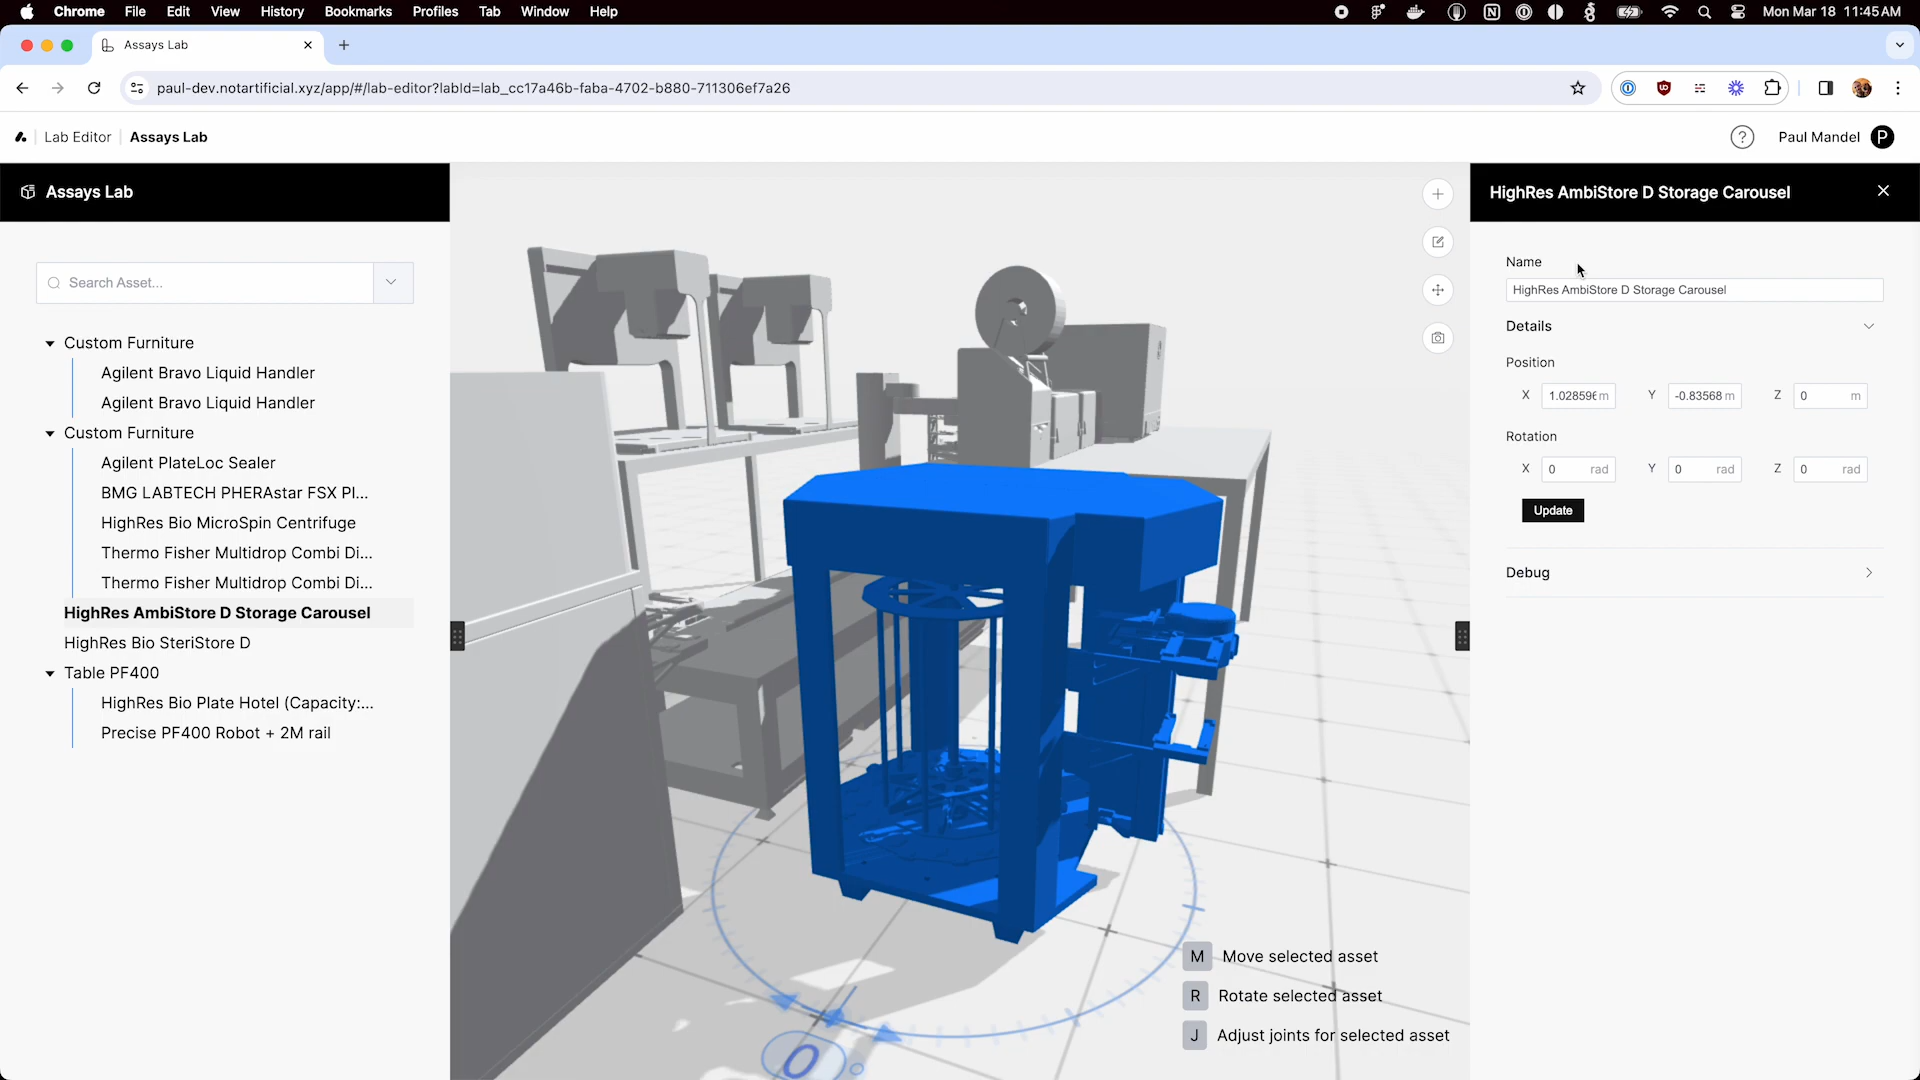 Chrome File Edit View History Bookmarks Profiles Tab Window Help Mon Mar 18 11:45 AM
Assays Lab
paul-dev.notartificial.xyz/app/#/lab-editor?labId=lab_cc17a46b-faba-4702-b880-711306ef7a26
Lab Editor Assays Lab ? Paul Mandel P
Assays Lab
Search Asset...
Custom Furniture
Agilent Bravo Liquid Handler
Agilent Bravo Liquid Handler
Custom Furniture
Agilent PlateLoc Sealer
BMG LABTECH PHERAstar FSX Pl...
HighRes Bio MicroSpin Centrifuge
Thermo Fisher Multidrop Combi Di...
Thermo Fisher Multidrop Combi Di...
HighRes AmbiStore D Storage Carousel
HighRes Bio SteriStore D
Table PF400
HighRes Bio Plate Hotel (Capacity:...
Precise PF400 Robot + 2M rail
0
M Move selected asset
R Rotate selected asset
J Adjust joints for selected asset
HighRes AmbiStore D Storage Carousel
Name
HighRes AmbiStore D Storage Carousel
Details
Position
X 1.028596 m Y -0.83568 m Z 0 m
Rotation
X 0 rad Y 0 rad Z 0 rad
Update
Debug